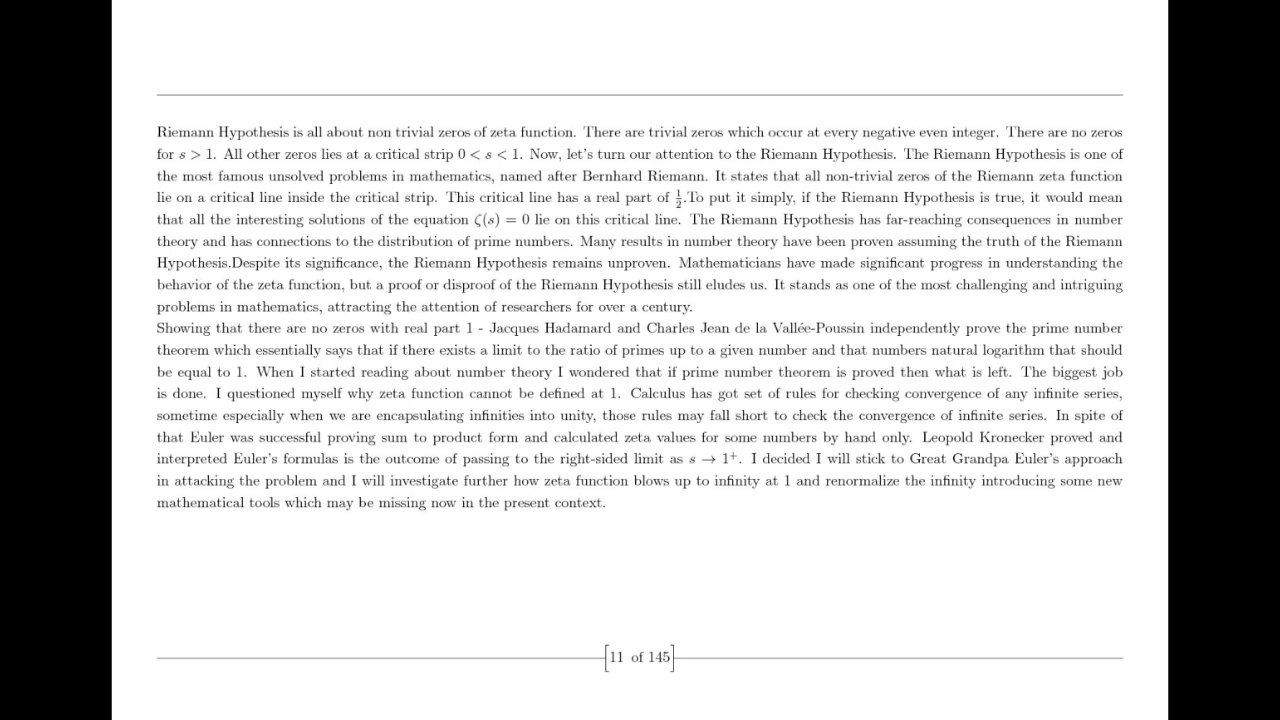 Riemann Hypothesis is all about non trivial zeros of zeta function. There are trivial zeros which occur at every negative even integer. There are no zeros
for s > 1. All other zeros lies at a critical strip 0 < s < 1. Now, let's turn our attention to the Riemann Hypothesis. The Riemann Hypothesis is one of
the most famous unsolved problems in mathematics, named after Bernhard Riemann. It states that all non-trivial zeros of the Riemann zeta function
lie on a critical line inside the critical strip. This critical line has a real part of 1/2.To put it simply, if the Riemann Hypothesis is true, it would mean
that all the interesting solutions of the equation ζ(s) = 0 lie on this critical line. The Riemann Hypothesis has far-reaching consequences in number
theory and has connections to the distribution of prime numbers. Many results in number theory have been proven assuming the truth of the Riemann
Hypothesis.Despite its significance, the Riemann Hypothesis remains unproven. Mathematicians have made significant progress in understanding the
behavior of the zeta function, but a proof or disproof of the Riemann Hypothesis still eludes us. It stands as one of the most challenging and intriguing
problems in mathematics, attracting the attention of researchers for over a century.
Showing that there are no zeros with real part 1 - Jacques Hadamard and Charles Jean de la Vallée-Poussin independently prove the prime number
theorem which essentially says that if there exists a limit to the ratio of primes up to a given number and that numbers natural logarithm that should
be equal to 1. When I started reading about number theory I wondered that if prime number theorem is proved then what is left. The biggest job
is done. I questioned myself why zeta function cannot be defined at 1. Calculus has got set of rules for checking convergence of any infinite series,
sometime especially when we are encapsulating infinities into unity, those rules may fall short to check the convergence of infinite series. In spite of
that Euler was successful proving sum to product form and calculated zeta values for some numbers by hand only. Leopold Kronecker proved and
interpreted Euler's formulas is the outcome of passing to the right-sided limit as s → 1⁺. I decided I will stick to Great Grandpa Euler's approach
in attacking the problem and I will investigate further how zeta function blows up to infinity at 1 and renormalize the infinity introducing some new
mathematical tools which may be missing now in the present context.
[11 of 145]